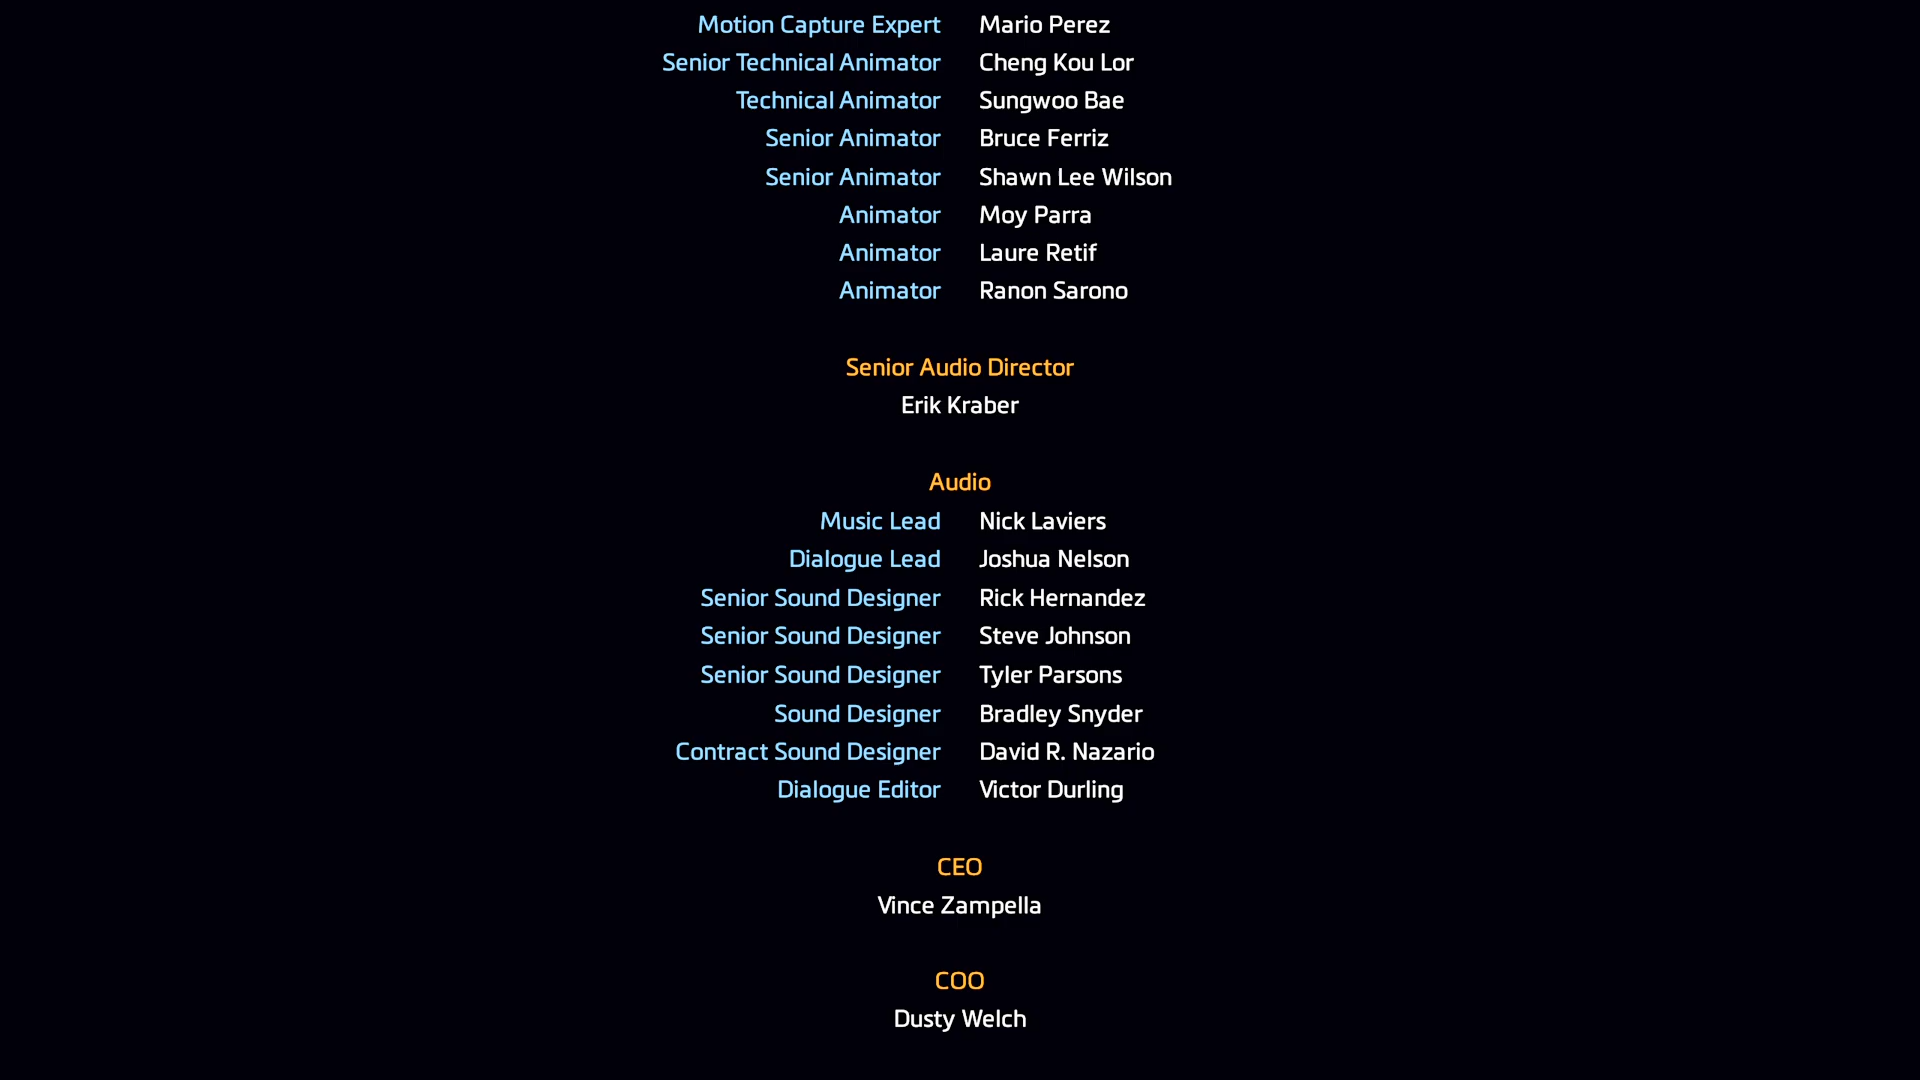 Motion Capture Expert Mario Perez
Senior Technical Animator Cheng Kou Lor
Technical Animator Sungwoo Bae
Senior Animator Bruce Ferriz
Senior Animator Shawn Lee Wilson
Animator Moy Parra
Animator Laure Retif
Animator Ranon Sarono
Senior Audio Director
Erik Kraber
Audio
Music Lead Nick Laviers
Dialogue Lead Joshua Nelson
Senior Sound Designer Rick Hernandez
Senior Sound Designer Steve Johnson
Senior Sound Designer Tyler Parsons
Sound Designer Bradley Snyder
Contract Sound Designer David R. Nazario
Dialogue Editor Victor Durling
CEO
Vince Zampella
COO
Dusty Welch